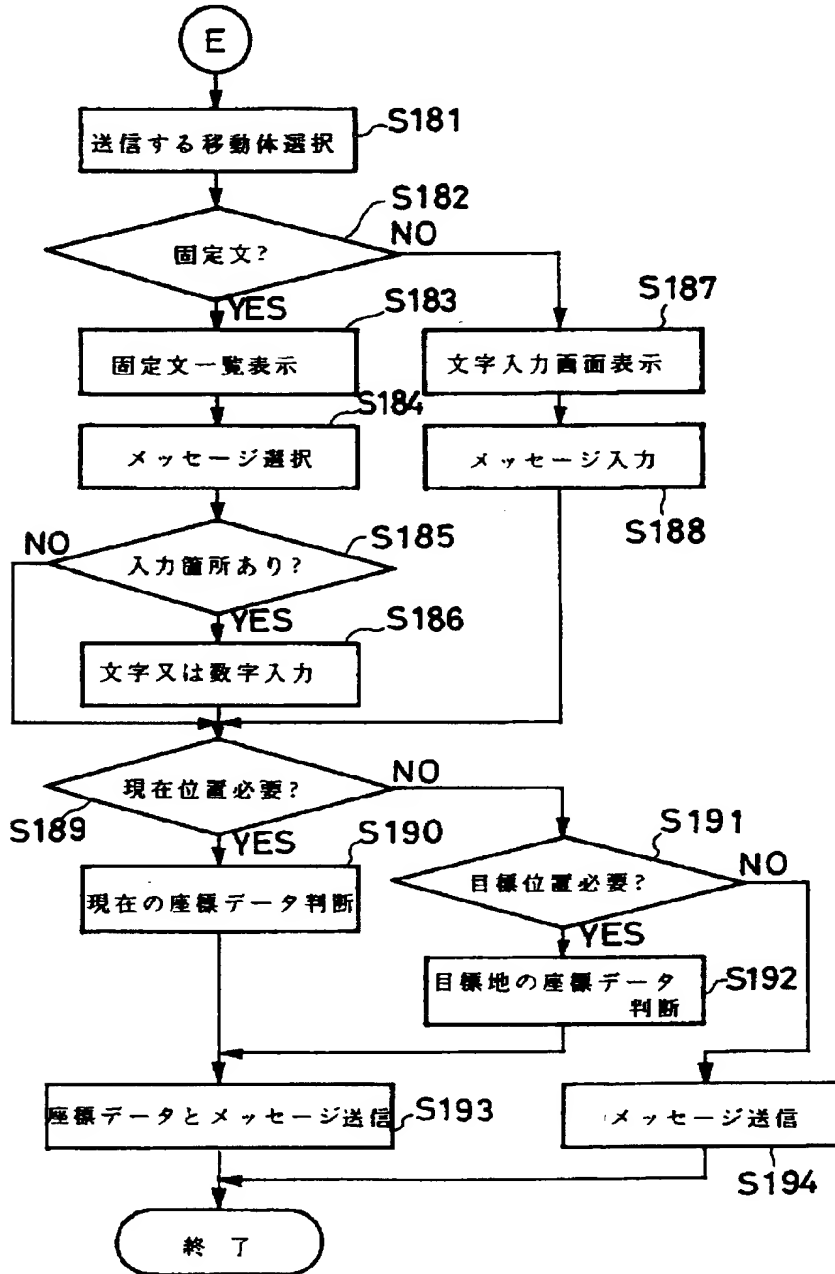 E
送信する移動体選択
S181
固定文?
S182
NO
YES
S183
固定文一覧表示
S187
文字入力画面表示
S184
メッセージ選択
メッセージ入力
S188
NO
入力箇所あり?
S185
YES
S186
文字又は数字入力
現在位置必要?
NO
S189
YES
S190
現在の座標データ判断
S191
目標位置必要?
NO
YES
目標地の座標データ
判断
S192
座標データとメッセージ送信
S193
メッセージ送信
S194
終了